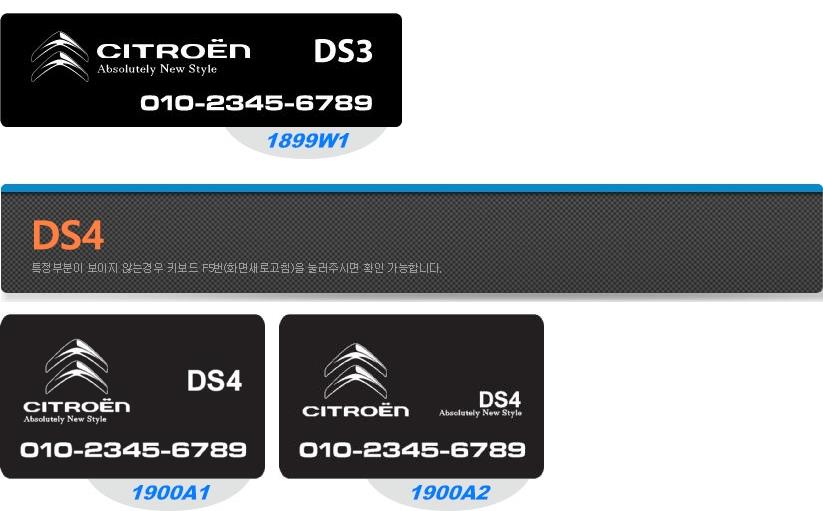 CITROËN DS3
Absolutely New Style
010-2345-6789
1899W1
DS4
특정부분이 보이지 않는경우 키보드 F5번(화면새로고침)을 눌러주시면 확인 가능합니다.
DS4
CITROËN
Absolutely New Style
010-2345-6789
1900A1
DS4
CITROËN Absolutely New Style
010-2345-6789
1900A2